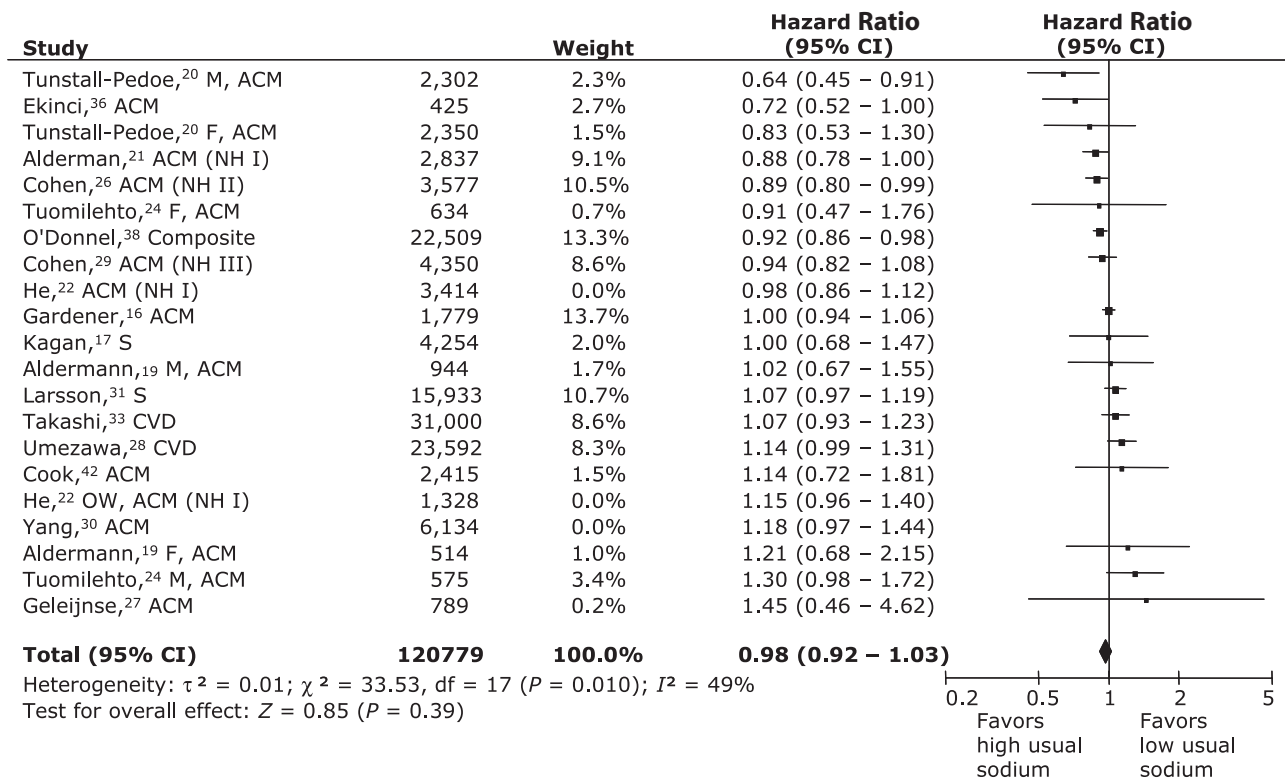 Hazard Ratio Hazard Ratio
Study Weight (95% CI) (95% CI)
Tunstall-Pedoe,²⁰ M, ACM 2,302 2.3% 0.64 (0.45 – 0.91)
Ekinci,³⁶ ACM 425 2.7% 0.72 (0.52 – 1.00)
Tunstall-Pedoe,²⁰ F, ACM 2,350 1.5% 0.83 (0.53 – 1.30)
Alderman,²¹ ACM (NH I) 2,837 9.1% 0.88 (0.78 – 1.00)
Cohen,²⁶ ACM (NH II) 3,577 10.5% 0.89 (0.80 – 0.99)
Tuomilehto,²⁴ F, ACM 634 0.7% 0.91 (0.47 – 1.76)
O'Donnel,³⁸ Composite 22,509 13.3% 0.92 (0.86 – 0.98)
Cohen,²⁹ ACM (NH III) 4,350 8.6% 0.94 (0.82 – 1.08)
He,²² ACM (NH I) 3,414 0.0% 0.98 (0.86 – 1.12)
Gardener,¹⁶ ACM 1,779 13.7% 1.00 (0.94 – 1.06)
Kagan,¹⁷ S 4,254 2.0% 1.00 (0.68 – 1.47)
Aldermann,₁₉ M, ACM 944 1.7% 1.02 (0.67 – 1.55)
Larsson,³¹ S 15,933 10.7% 1.07 (0.97 – 1.19)
Takashi,³³ CVD 31,000 8.6% 1.07 (0.93 – 1.23)
Umezawa,²⁸ CVD 23,592 8.3% 1.14 (0.99 – 1.31)
Cook,⁴² ACM 2,415 1.5% 1.14 (0.72 – 1.81)
He,²² OW, ACM (NH I) 1,328 0.0% 1.15 (0.96 – 1.40)
Yang,³⁰ ACM 6,134 0.0% 1.18 (0.97 – 1.44)
Aldermann,¹⁹ F, ACM 514 1.0% 1.21 (0.68 – 2.15)
Tuomilehto,²⁴ M, ACM 575 3.4% 1.30 (0.98 – 1.72)
Geleijnse,²⁷ ACM 789 0.2% 1.45 (0.46 – 4.62)
Total (95% CI) 120779 100.0% 0.98 (0.92 – 1.03)
Heterogeneity: τ² = 0.01; χ² = 33.53, df = 17 (P = 0.010); I² = 49%
Test for overall effect: Z = 0.85 (P = 0.39)
0.2 0.5 1 2 5
Favors Favors
high usual low usual
sodium sodium